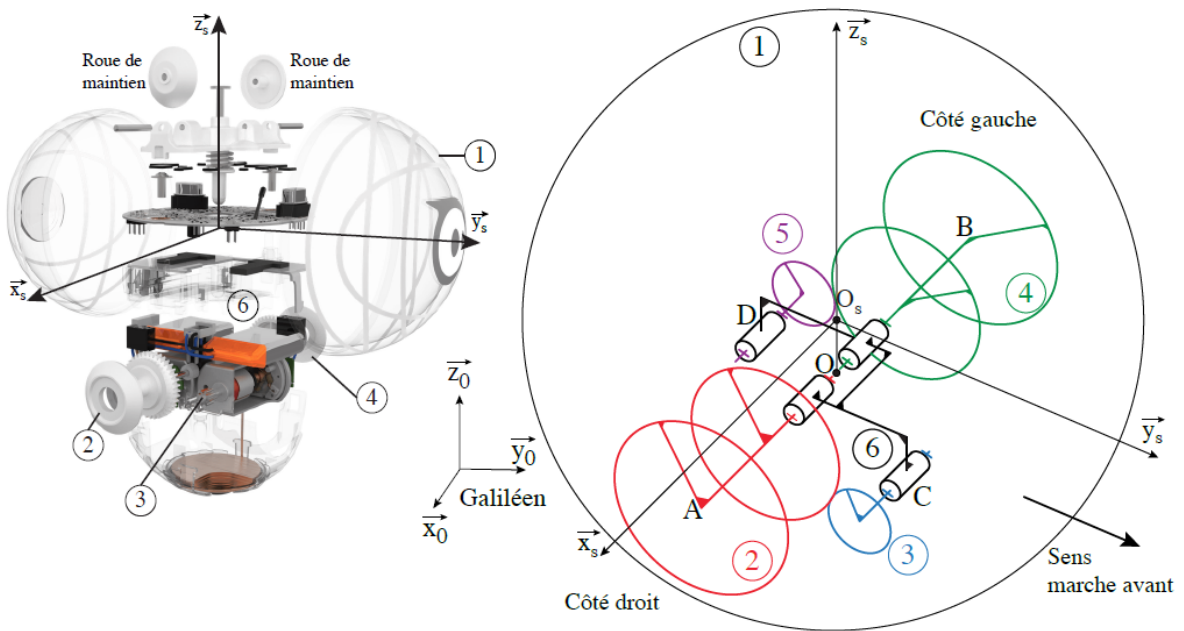 z_s
Roue de
maintien
Roue de
maintien
1
y_s
x_s
6
4
2
3
z_0
y_0
Galiléen
x_0
1
z_s
Côté gauche
B
5
4
D
O_s
O
y_s
6
C
A
x_s
2
3
Sens
marche avant
Côté droit